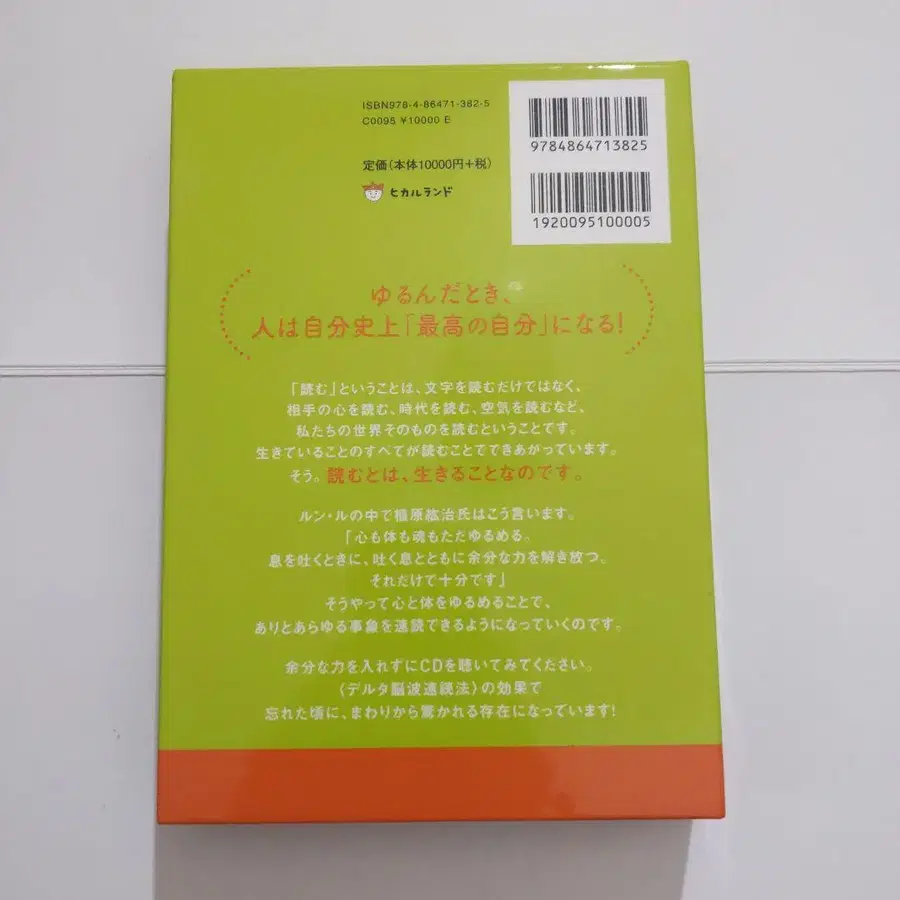 ISBN978-4-86471-382-5
C0095 ¥10000 E
定価(本体10000円+税)
ヒカルランド
9784864713825
1920095100005
ゆるんだとき、
人は自分史上「最高の自分」になる!
「読む」ということは、文字を読むだけではなく、
相手の心を読む、時代を読む、空気を読むなど、
私たちの世界そのものを読むということです。
生きていることのすべてが読むことでできあがっています。
そう。読むとは、生きることなのです。
ルン・ルの中で植原紘治氏はこう言います。
「心も体も魂もただゆるめる。
息を吐くときに、吐く息とともに余分な力を解き放つ。
それだけで十分です」
そうやって心と体をゆるめることで、
ありとあらゆる事象を速読できるようになっていくのです。
余分な力を入れずにCDを聴いてみてください。
〈デルタ脳波速読法〉の効果で
忘れた頃に、まわりから驚かれる存在になっています!